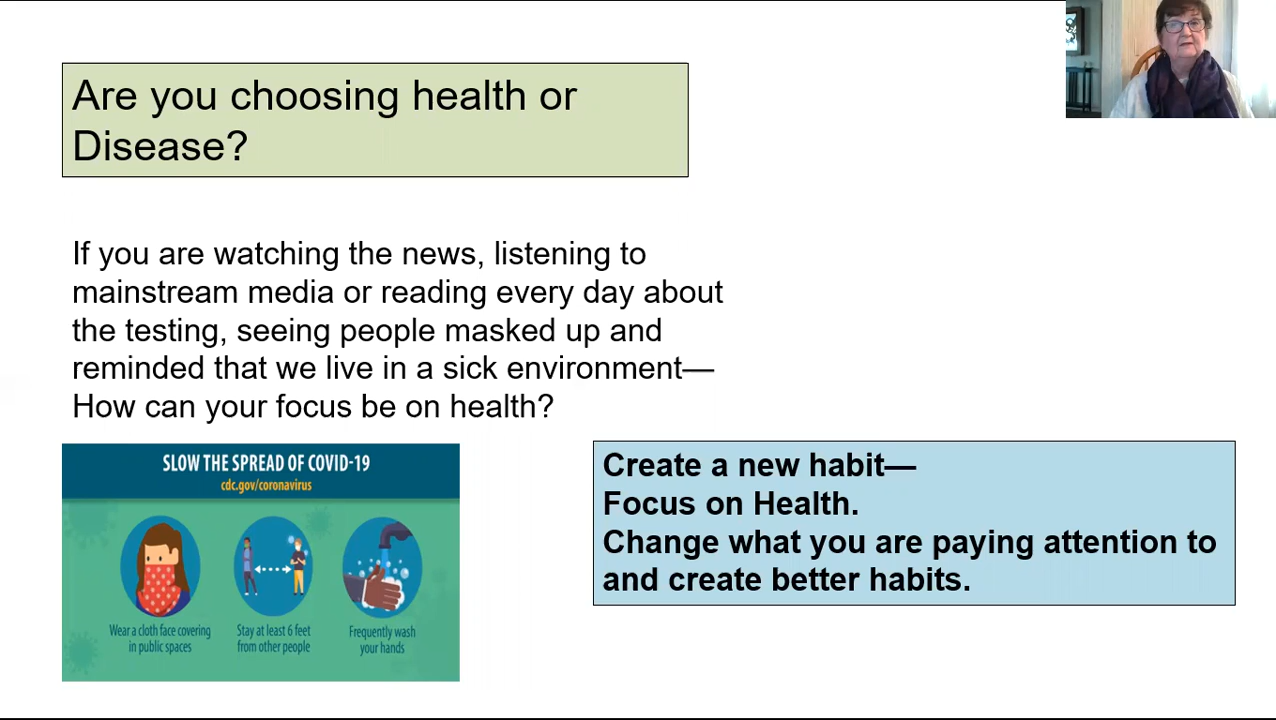 Are you choosing health or
Disease?
If you are watching the news, listening to
mainstream media or reading every day about
the testing, seeing people masked up and
reminded that we live in a sick environment—
How can your focus be on health?
SLOW THE SPREAD OF COVID-19
cdc.gov/coronavirus
Wear a cloth face covering
in public spaces
Stay at least 6 feet
from other people
Frequently wash
your hands
Create a new habit—
Focus on Health.
Change what you are paying attention to
and create better habits.